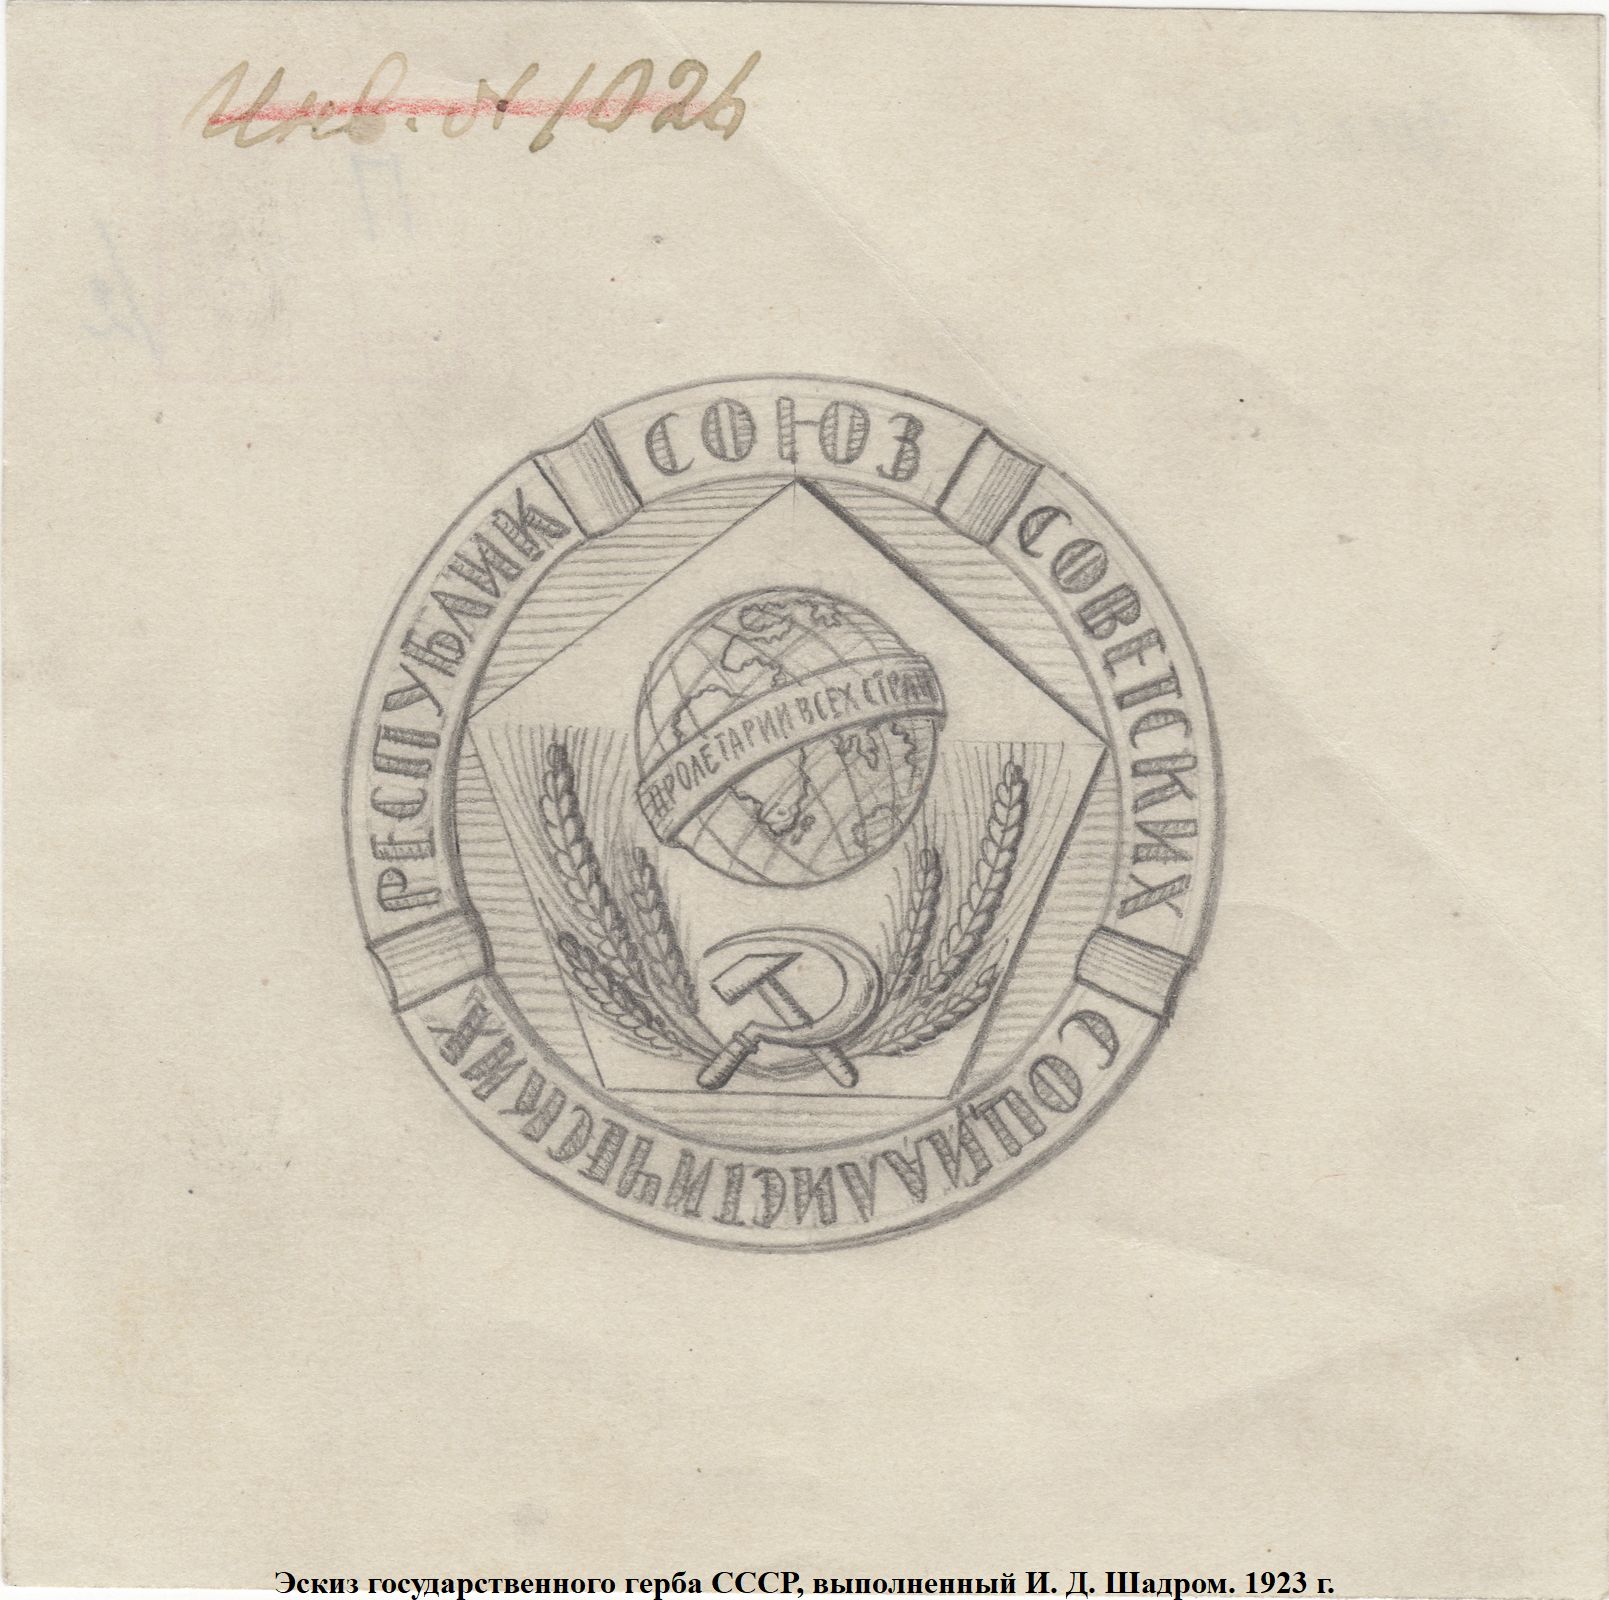 Инв. № 1026
СОЮЗ
СОВЕТСКИХ
СОЦИАЛИСТИЧЕСКИХ
РЕСПУБЛИК
ПРОЛЕТАРИИ ВСЕХ СТРАН
Эскиз государственного герба СССР, выполненный И. Д. Шадром. 1923 г.